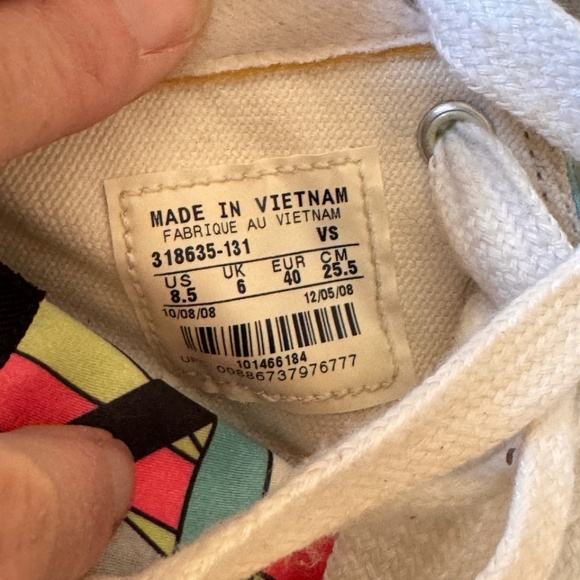 MADE IN VIETNAM
FABRIQUE AU VIETNAM
318635-131 VS
US UK EUR CM
8.5 6 40 25.5
10/08/08 12/05/08
101466184
00886737976777